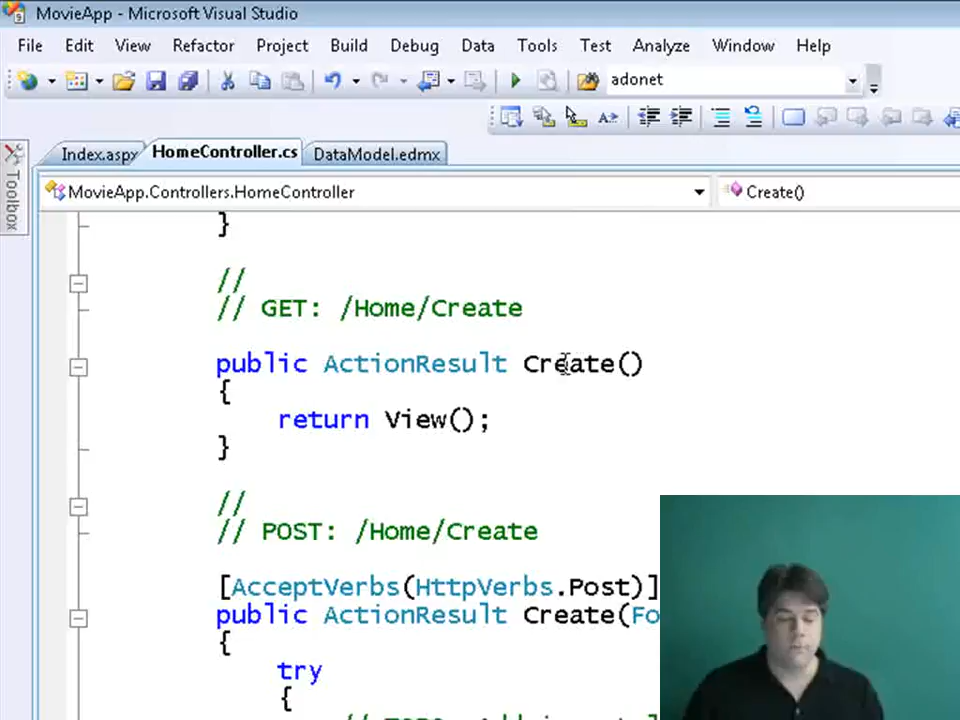 MovieApp - Microsoft Visual Studio
File Edit View Refactor Project Build Debug Data Tools Test Analyze Window Help
adonet
Index.aspx HomeController.cs DataModel.edmx
Toolbox
MovieApp.Controllers.HomeController Create()
}
//
// GET: /Home/Create
public ActionResult Create()
{
return View();
}
//
// POST: /Home/Create
[AcceptVerbs(HttpVerbs.Post)]
public ActionResult Create(Fo
{
try
{